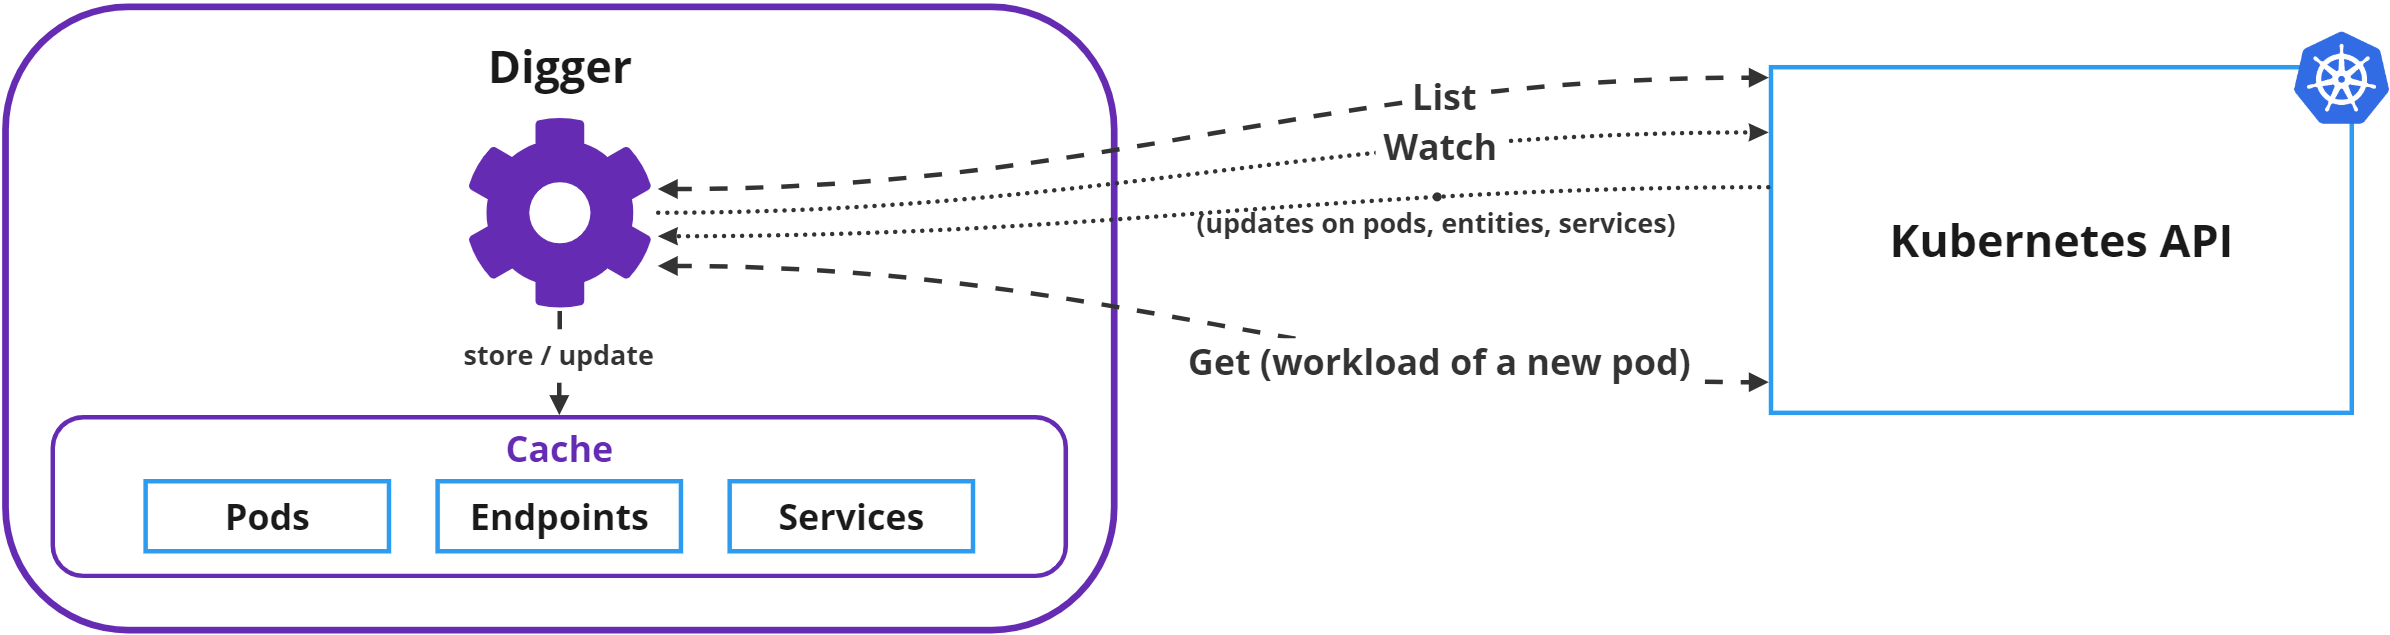 Digger
List
Watch
(updates on pods, entities, services)
Kubernetes API
store / update
Get (workload of a new pod)
Cache
Pods
Endpoints
Services